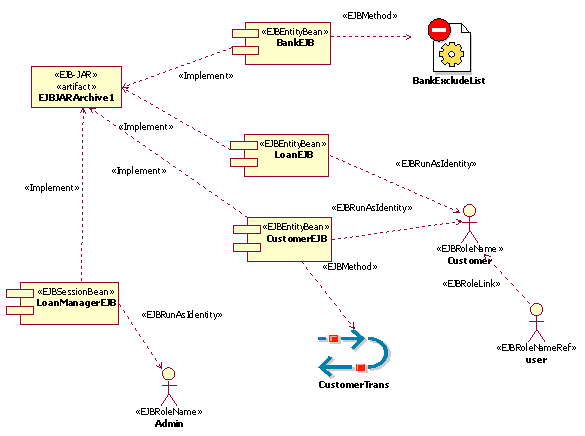 «EJBMethod»
«EJBEntityBean»
BankEJB
BankExcludeList
«EJB-JAR»
«artifact»
EJBJARArchive1
«Implement»
«Implement»
«EJBEntityBean»
LoanEJB
«EJBRunAsIdentity»
«Implement»
«Implement»
«EJBRunAsIdentity»
«EJBEntityBean»
CustomerEJB
«EJBRoleName»
Customer
«EJBMethod»
«EJBRoleLink»
«EJBSessionBean»
LoanManagerEJB
«EJBRunAsIdentity»
«EJBRoleNameRef»
user
CustomerTrans
«EJBRoleName»
Admin